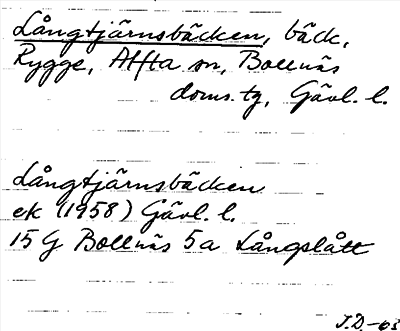 Långtjärnsbäcken, bäck,
Rygge, Alfta sn, Bollnäs
doms. tg, Gävl. l.
Långtjärnsbäcken
ek (1958) Gävl. l.
15 G Bollnäs 5a Långslått
J.D.-63